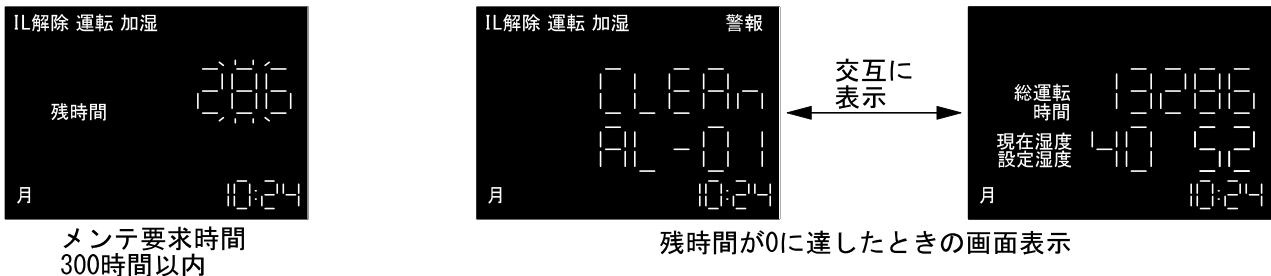 IL解除 運転 加湿
286
残時間
月 10:24
メンテ要求時間
300時間以内
IL解除 運転 加湿 警報
CLEAn
AL-01
月 10:24
交互に
表示
総運転
時間 13286
現在湿度
設定湿度 40 52
月 10:24
残時間が0に達したときの画面表示